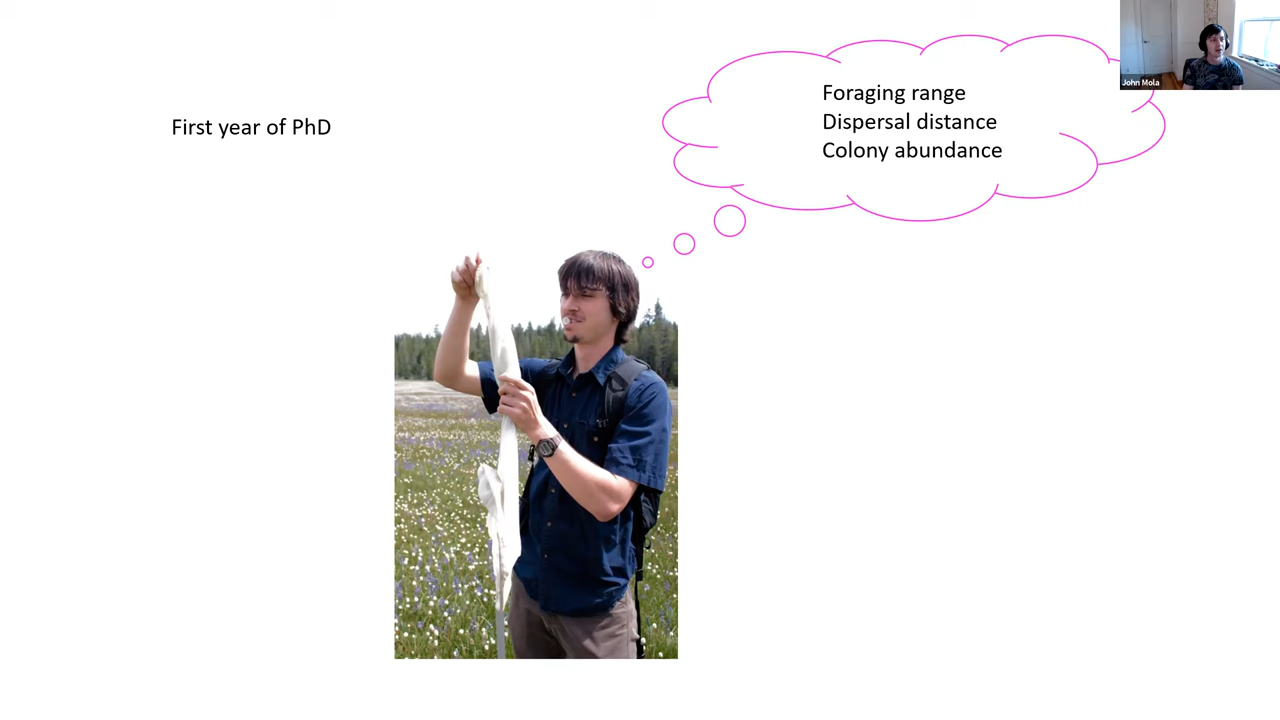 First year of PhD
Foraging range
Dispersal distance
Colony abundance
John Mola